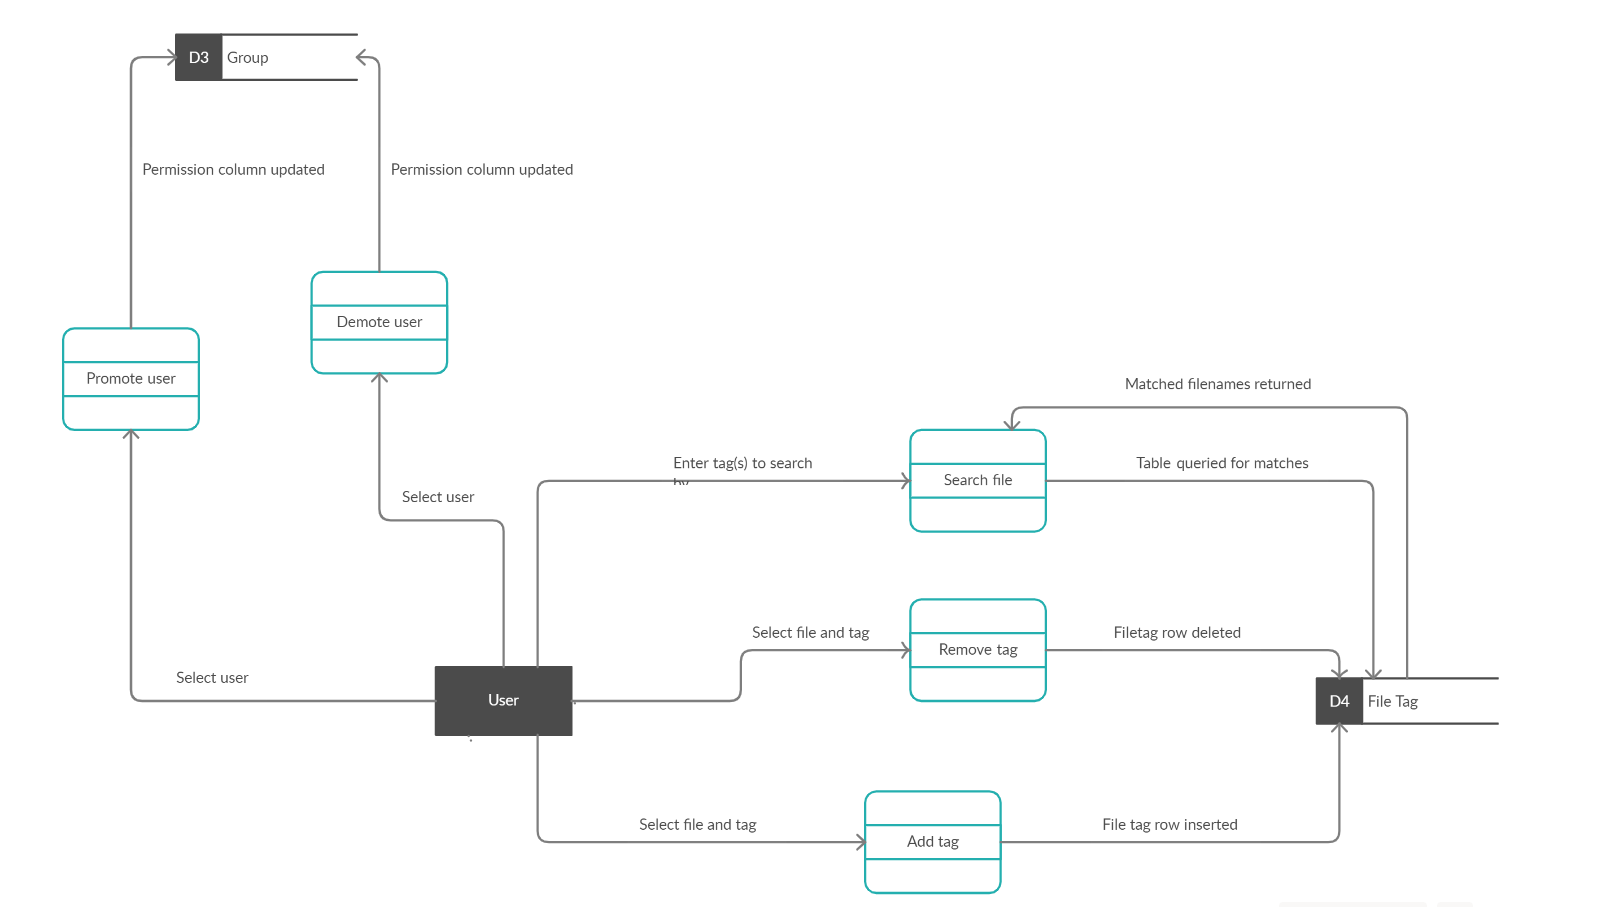 D3 Group
Permission column updated
Permission column updated
Demote user
Promote user
Matched filenames returned
Enter tag(s) to search
by
Table queried for matches
Search file
Select user
Select file and tag
Filetag row deleted
Remove tag
Select user
User
D4 File Tag
Select file and tag
File tag row inserted
Add tag